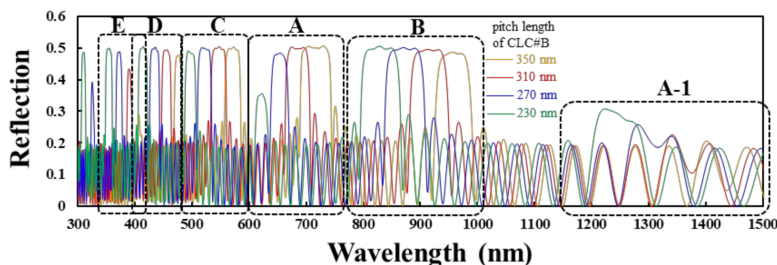 E D C A B
pitch length
of CLC#B
350 nm
310 nm
270 nm
230 nm
A-1
Reflection
0.6
0.5
0.4
0.3
0.2
0.1
0
300 400 500 600 700 800 900 1000 1100 1200 1300 1400 1500
Wavelength (nm)